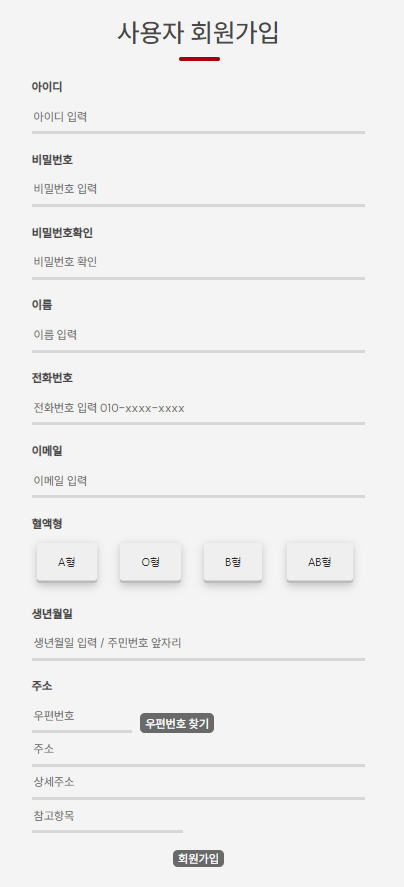 사용자 회원가입
아이디
아이디 입력
비밀번호
비밀번호 입력
비밀번호확인
비밀번호 확인
이름
이름 입력
전화번호
전화번호 입력 010-xxxx-xxxx
이메일
이메일 입력
혈액형
A형 O형 B형 AB형
생년월일
생년월일 입력 / 주민번호 앞자리
주소
우편번호 우편번호 찾기
주소
상세주소
참고항목
회원가입